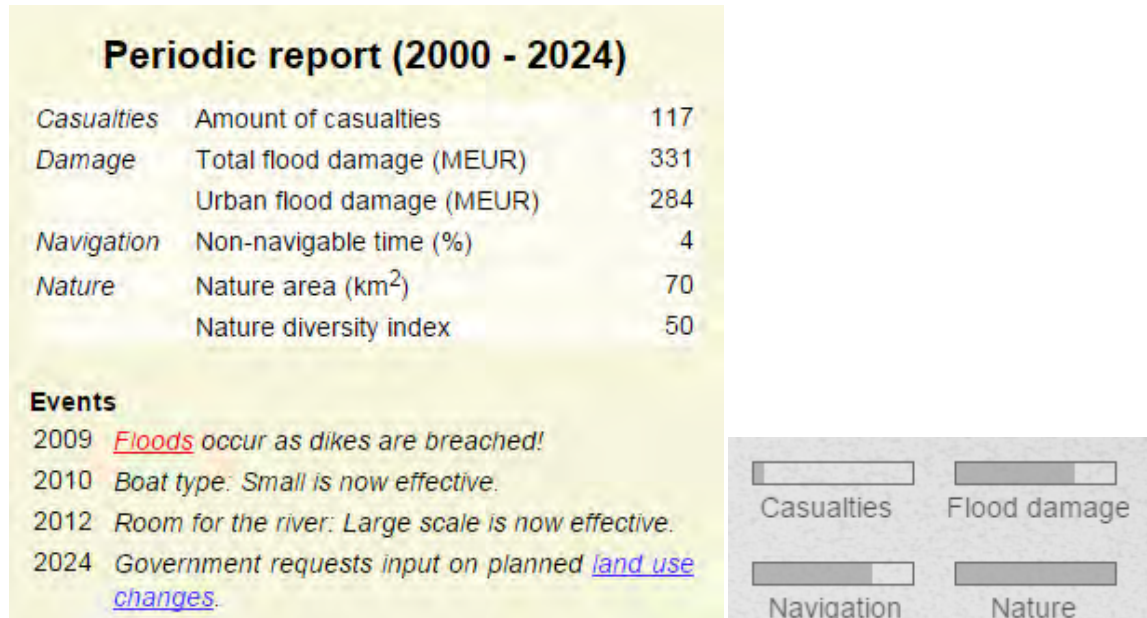 Periodic report (2000 - 2024)
Casualties Amount of casualties 117
Damage Total flood damage (MEUR) 331
Urban flood damage (MEUR) 284
Navigation Non-navigable time (%) 4
Nature Nature area (km²) 70
Nature diversity index 50
Events
2009 Floods occur as dikes are breached!
2010 Boat type: Small is now effective.
2012 Room for the river: Large scale is now effective.
2024 Government requests input on planned land use
changes.
Casualties Flood damage
Navigation Nature